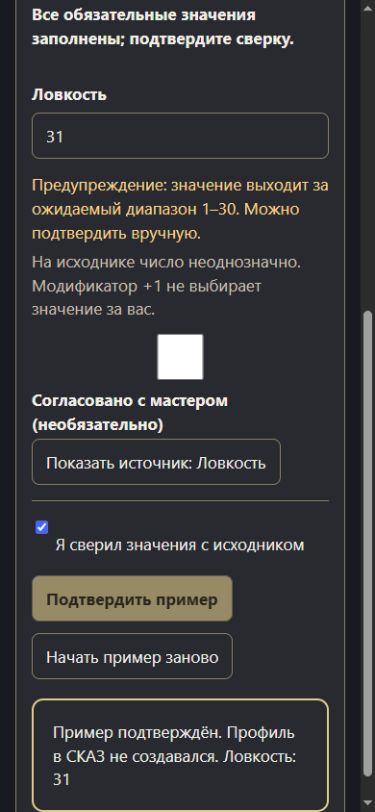 Все обязательные значения
заполнены; подтвердите сверку.
Ловкость
31
Предупреждение: значение выходит за
ожидаемый диапазон 1–30. Можно
подтвердить вручную.
На исходнике число неоднозначно.
Модификатор +1 не выбирает
значение за вас.
Согласовано с мастером
(необязательно)
Показать источник: Ловкость
Я сверил значения с исходником
Подтвердить пример
Начать пример заново
Пример подтверждён. Профиль
в СКАЗ не создавался. Ловкость:
31